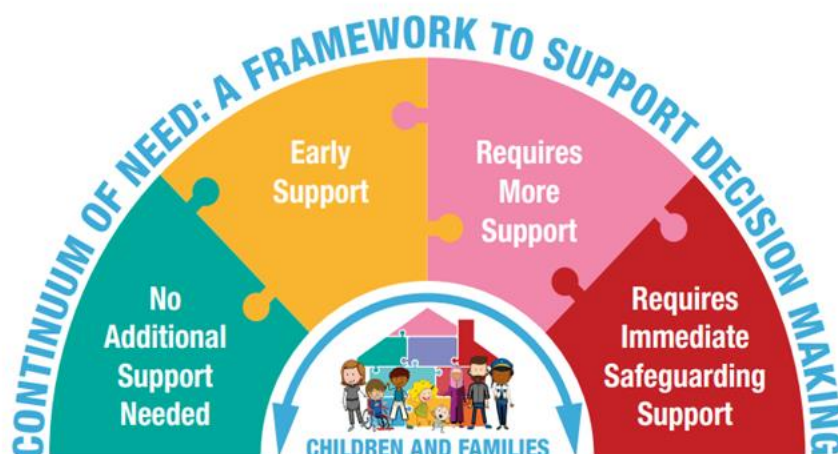 CONTINUUM OF NEED: A FRAMEWORK TO SUPPORT DECISION MAKING
No
Additional
Support
Needed
Early
Support
Requires
More
Support
Requires
Immediate
Safeguarding
Support
CHILDREN AND FAMILIES